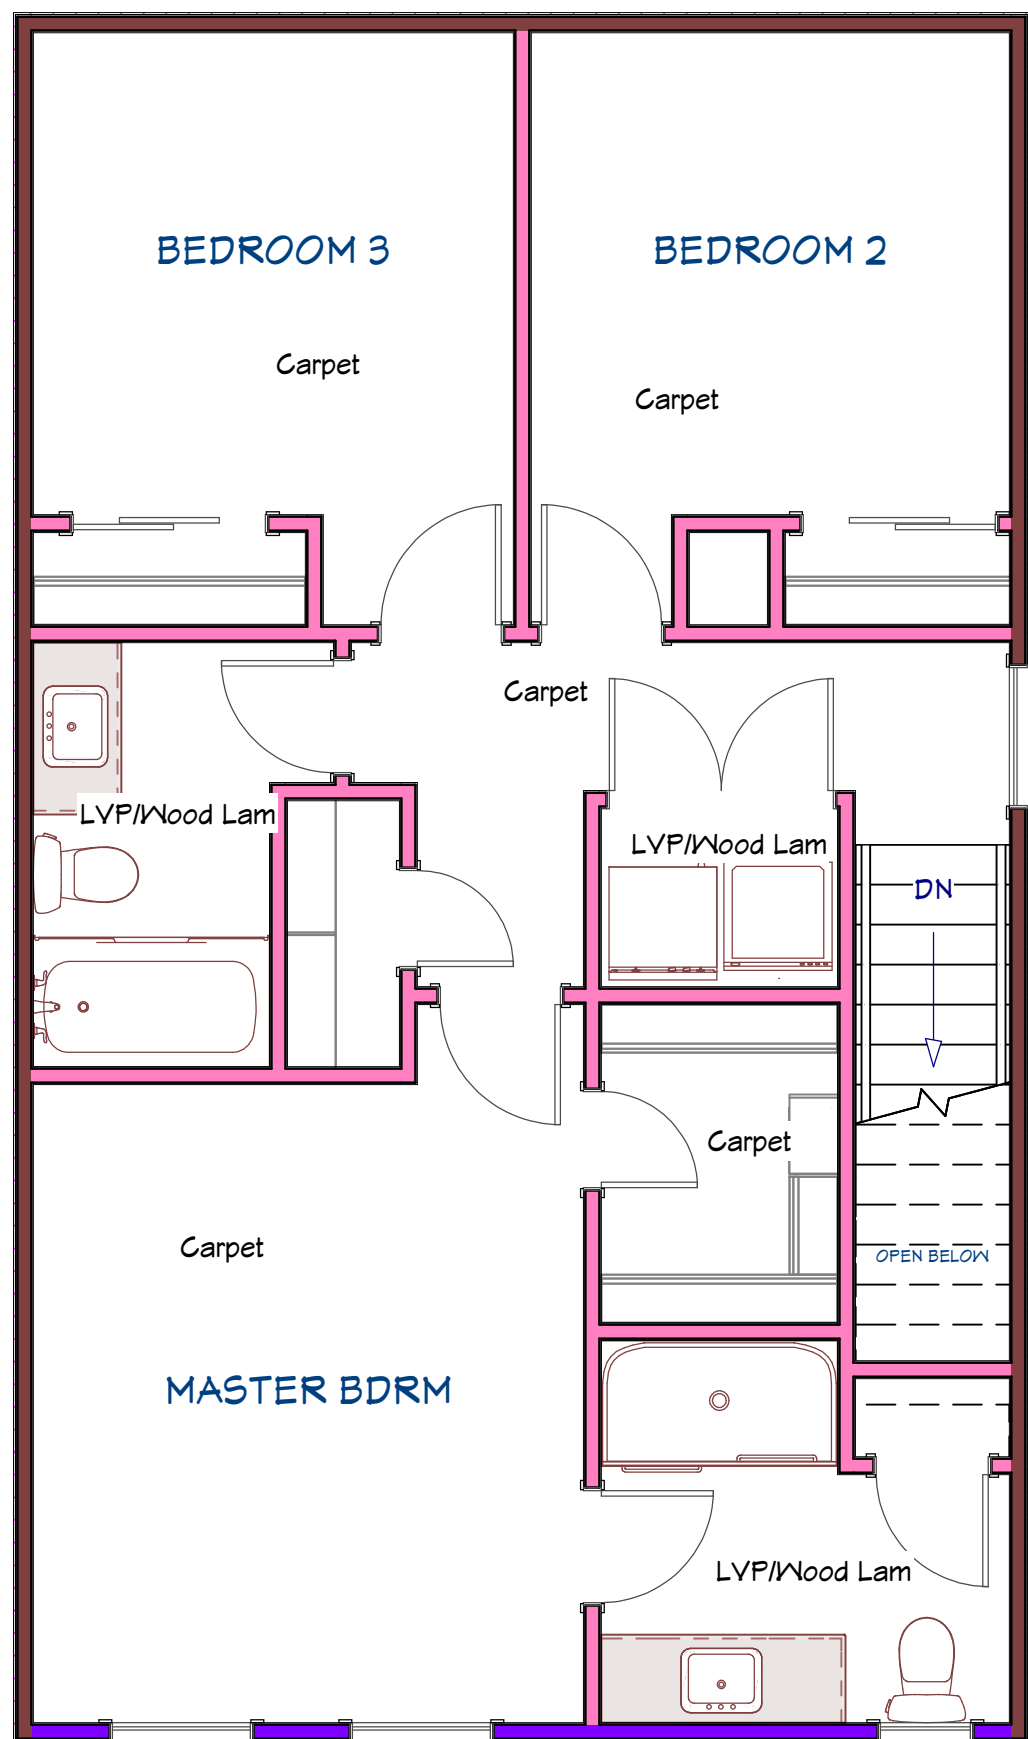 BEDROOM 3
BEDROOM 2
Carpet
Carpet
Carpet
LVP/Wood Lam
LVP/Wood Lam
DN
Carpet
Carpet
OPEN BELOW
MASTER BDRM
LVP/Wood Lam